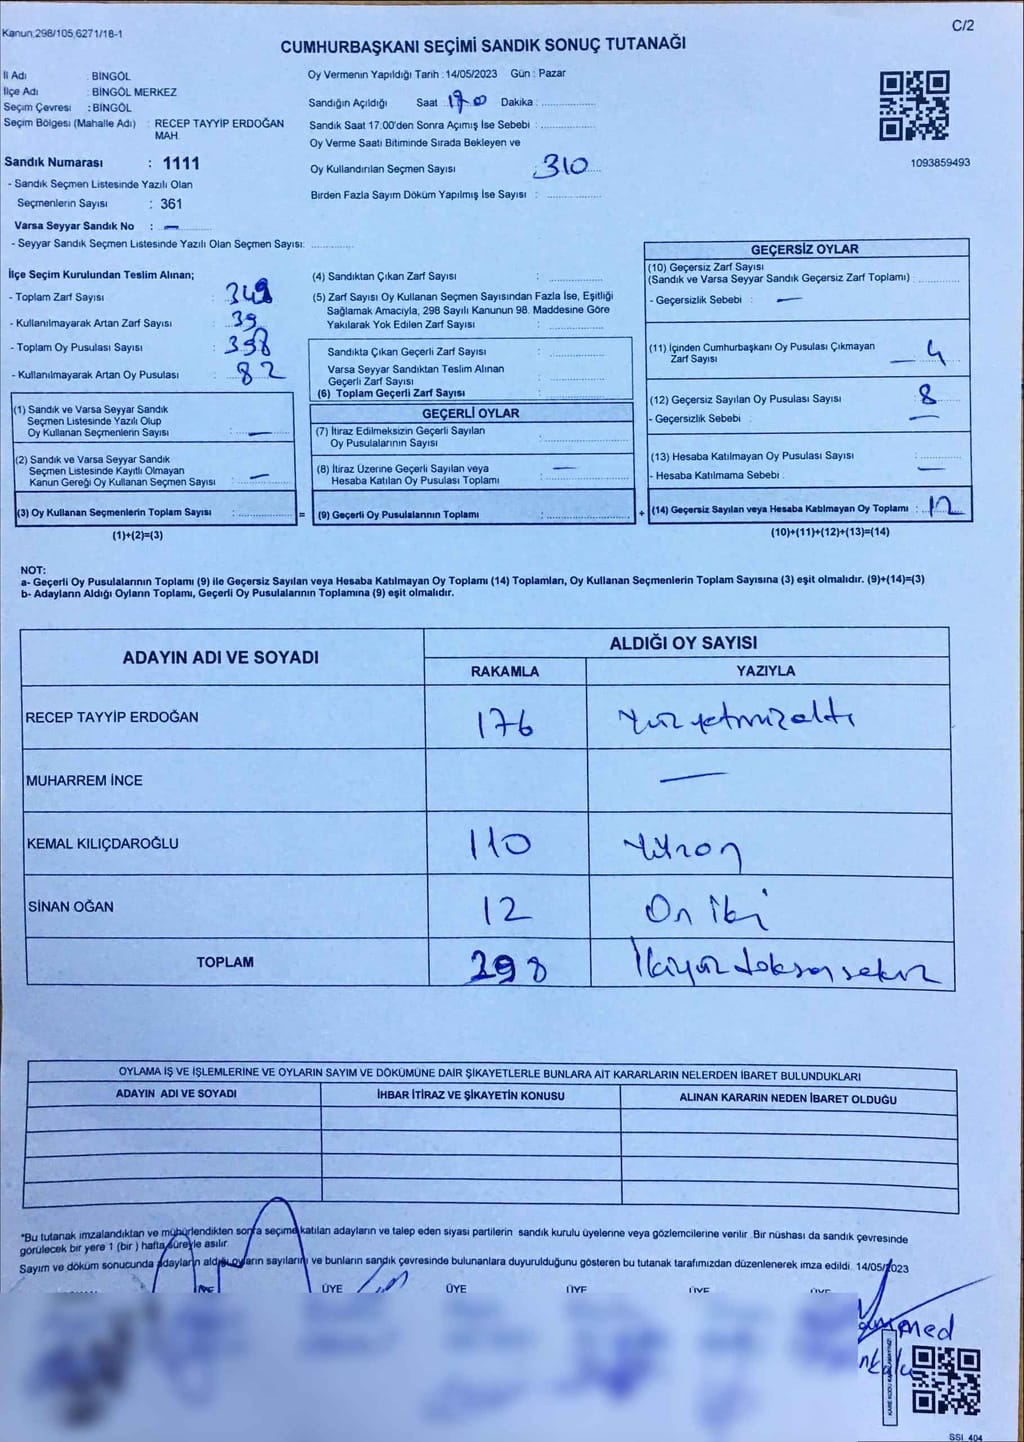 Kanun,298/105,6271/18-1
C/2
CUMHURBAŞKANI SEÇİMİ SANDIK SONUÇ TUTANAĞI
İl Adı : BİNGÖL
İlçe Adı : BİNGÖL MERKEZ
Seçim Çevresi : BİNGÖL
Seçim Bölgesi (Mahalle Adı) : RECEP TAYYİP ERDOĞAN
MAH.
Sandık Numarası : 1111
- Sandık Seçmen Listesinde Yazılı Olan
Seçmenlerin Sayısı : 361
Varsa Seyyar Sandık No : —
- Seyyar Sandık Seçmen Listesinde Yazılı Olan Seçmen Sayısı:
Oy Vermenin Yapıldığı Tarih :14/05/2023 Gün : Pazar
Sandığın Açıldığı Saat : 17 00 Dakika :
Sandık Saat 17:00'den Sonra Açımış İse Sebebi :
Oy Verme Saati Bitiminde Sırada Bekleyen ve
Oy Kullandırılan Seçmen Sayısı : 310
Birden Fazla Sayım Döküm Yapılmış İse Sayısı :
1093859493
İlçe Seçim Kurulundan Teslim Alınan;
- Toplam Zarf Sayısı : 349
- Kullanılmayarak Artan Zarf Sayısı : 39
- Toplam Oy Pusulası Sayısı : 398
- Kullanılmayarak Artan Oy Pusulası : 82
(1) Sandık ve Varsa Seyyar Sandık
Seçmen Listesinde Yazılı Olup
Oy Kullanan Seçmenlerin Sayısı : —
(2) Sandık ve Varsa Seyyar Sandık
Seçmen Listesinde Kayıtlı Olmayan
Kanun Gereği Oy Kullanan Seçmen Sayısı : —
(3) Oy Kullanan Seçmenlerin Toplam Sayısı :
(1)+(2)=(3)
(4) Sandıktan Çıkan Zarf Sayısı :
(5) Zarf Sayısı Oy Kullanan Seçmen Sayısından Fazla İse, Eşitliği
Sağlamak Amacıyla, 298 Sayılı Kanunun 98. Maddesine Göre
Yakılarak Yok Edilen Zarf Sayısı :
Sandıkta Çıkan Geçerli Zarf Sayısı :
Varsa Seyyar Sandıktan Teslim Alınan
Geçerli Zarf Sayısı :
(6) Toplam Geçerli Zarf Sayısı :
GEÇERLİ OYLAR
(7) İtiraz Edilmeksizin Geçerli Sayılan
Oy Pusulalarının Sayısı :
(8) İtiraz Üzerine Geçerli Sayılan veya : —
Hesaba Katılan Oy Pusulası Toplamı
= (9) Geçerli Oy Pusulalarının Toplamı :
GEÇERSİZ OYLAR
(10) Geçersiz Zarf Sayısı
(Sandık ve Varsa Seyyar Sandık Geçersiz Zarf Toplamı) :
- Geçersizlik Sebebi : —
(11) İçinden Cumhurbaşkanı Oy Pusulası Çıkmayan
Zarf Sayısı : 4
(12) Geçersiz Sayılan Oy Pusulası Sayısı : 8
- Geçersizlik Sebebi : —
(13) Hesaba Katılmayan Oy Pusulası Sayısı :
- Hesaba Katılmama Sebebi : —
+ (14) Geçersiz Sayılan veya Hesaba Katılmayan Oy Toplamı : 12
(10)+(11)+(12)+(13)=(14)
NOT:
a- Geçerli Oy Pusulalarının Toplamı (9) ile Geçersiz Sayılan veya Hesaba Katılmayan Oy Toplamı (14) Toplamları, Oy Kullanan Seçmenlerin Toplam Sayısına (3) eşit olmalıdır. (9)+(14)=(3)
b- Adayların Aldığı Oyların Toplamı, Geçerli Oy Pusulalarının Toplamına (9) eşit olmalıdır.
ADAYIN ADI VE SOYADI
ALDIĞI OY SAYISI
RAKAMLA YAZIYLA
RECEP TAYYİP ERDOĞAN 176 Yüzyetmişaltı
MUHARREM İNCE —
KEMAL KILIÇDAROĞLU 110 Yüzon
SİNAN OĞAN 12 On iki
TOPLAM 298 İkiyüz doksan sekiz
OYLAMA İŞ VE İŞLEMLERİNE VE OYLARIN SAYIM VE DÖKÜMÜNE DAİR ŞİKAYETLERLE BUNLARA AİT KARARLARIN NELERDEN İBARET BULUNDUKLARI
ADAYIN ADI VE SOYADI İHBAR İTİRAZ VE ŞİKAYETİN KONUSU ALINAN KARARIN NEDEN İBARET OLDUĞU
"Bu tutanak imzalandıktan ve mühürlendikten sonra seçime katılan adayların ve talep eden siyasi partilerin sandık kurulu üyelerine veya gözlemcilerine verilir. Bir nüshası da sandık çevresinde
görülecek bir yere 1 (bir ) hafta süreyle asılır.
Sayım ve döküm sonucunda adayların aldığı oyların sayılarını ve bunların sandık çevresinde bulunanlara duyurulduğunu gösteren bu tutanak tarafımızdan düzenlenerek imza edildi. 14/05/2023
ÜYE ÜYE ÜYE ÜYE ÜYE
SSI_404